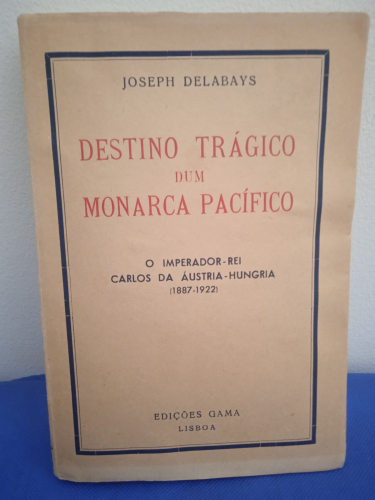 JOSEPH DELABAYS
DESTINO TRÁGICO
DUM
MONARCA PACÍFICO
O IMPERADOR-REI
CARLOS DA ÁUSTRIA-HUNGRIA
(1887-1922)
EDIÇÕES GAMA
LISBOA